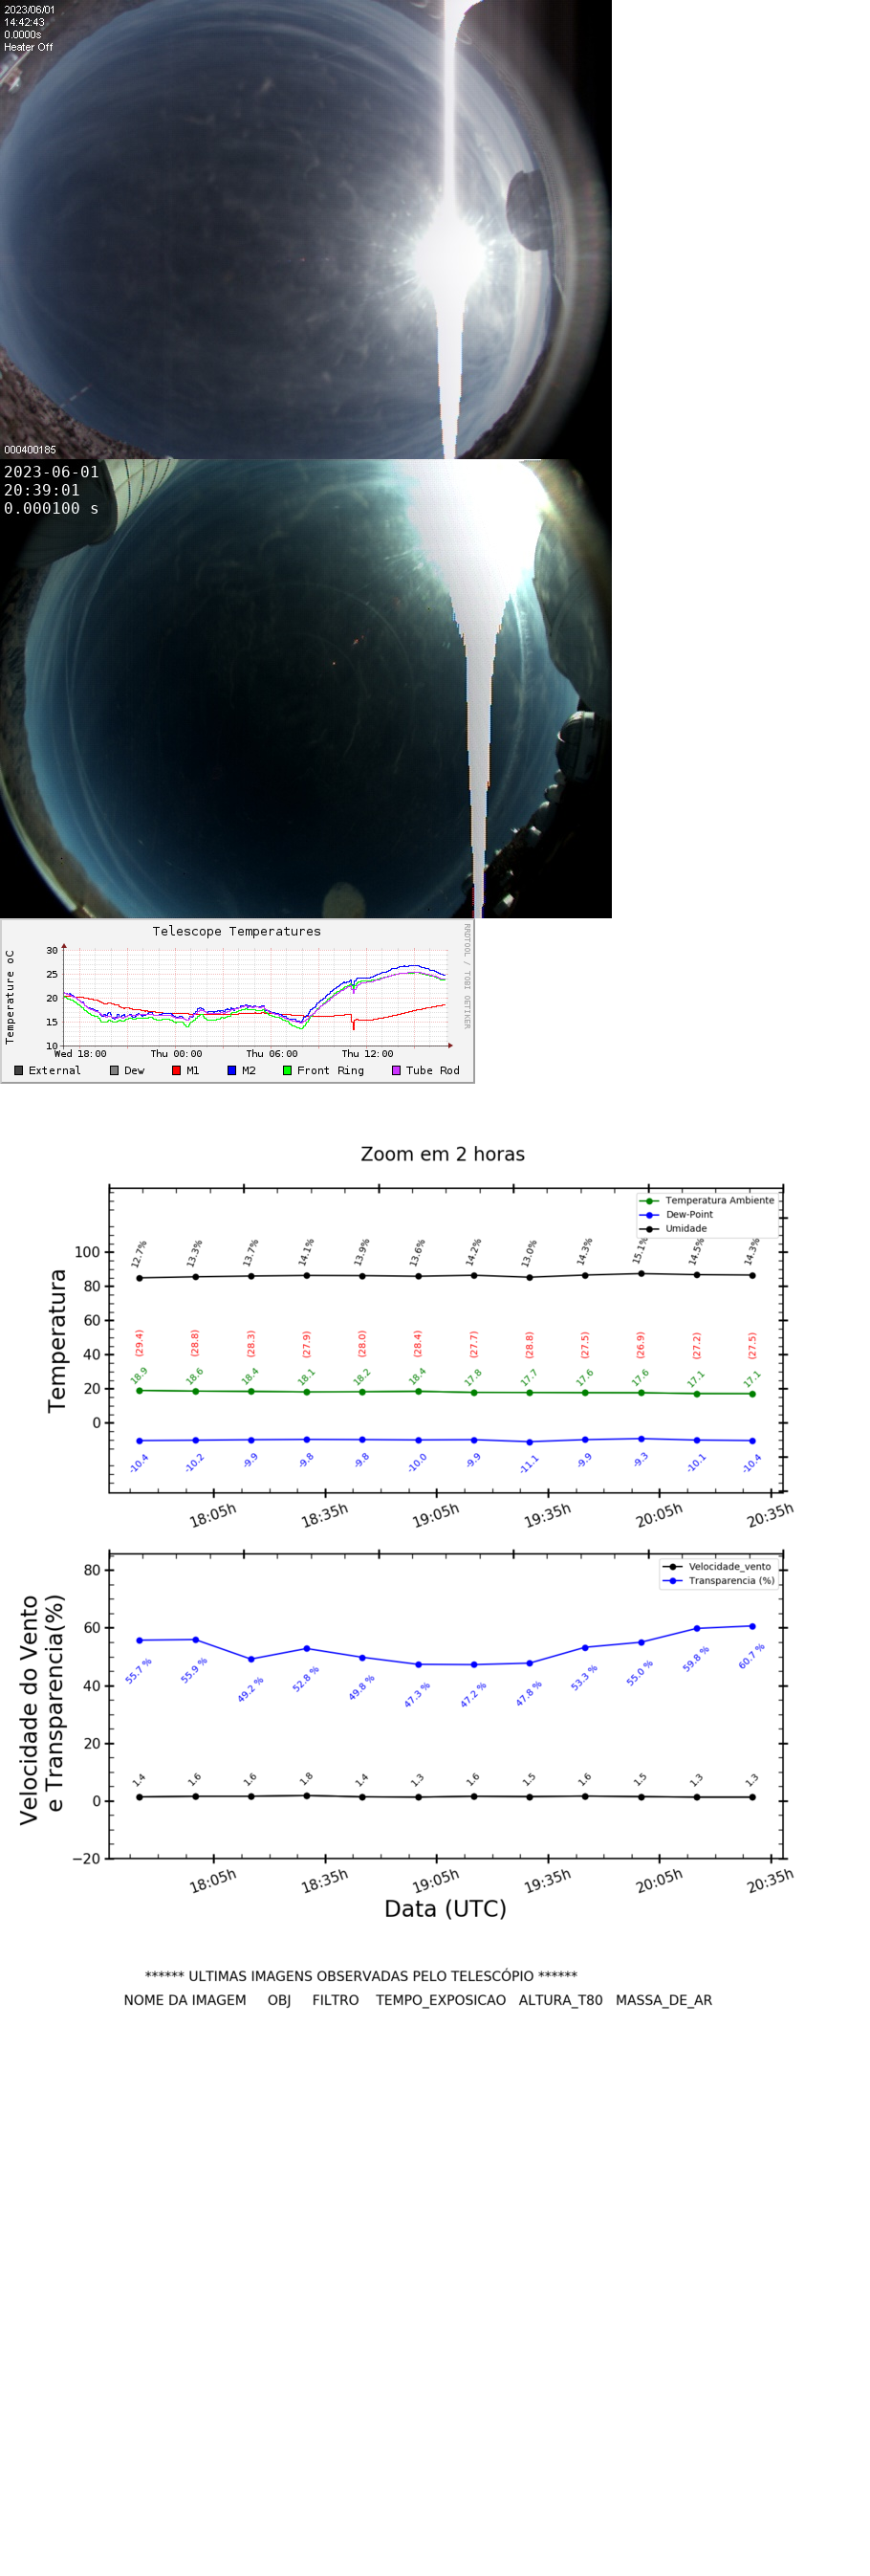 2023/06/01
14:42:43
0.0000s
Heater Off
000400185
2023-06-01
20:39:01
0.000100 s
Telescope Temperatures
RRDTOOL / TOBI OETIKER
Temperature oC
30
25
20
15
10
Wed 18:00 Thu 00:00 Thu 06:00 Thu 12:00
External Dew M1 M2 Front Ring Tube Rod
Zoom em 2 horas
Temperatura Ambiente
Dew-Point
Umidade
Temperatura
100
80
60
40
20
0
12.7% 13.3% 13.7% 14.1% 13.9% 13.6% 14.2% 13.0% 14.3% 15.1% 14.5% 14.3%
(29.4) (28.8) (28.3) (27.9) (28.0) (28.4) (27.7) (28.8) (27.5) (26.9) (27.2) (27.5)
18.9 18.6 18.4 18.1 18.2 18.4 17.8 17.7 17.6 17.6 17.1 17.1
-10.4 -10.2 -9.9 -9.8 -9.8 -10.0 -9.9 -11.1 -9.9 -9.3 -10.1 -10.4
18:05h 18:35h 19:05h 19:35h 20:05h 20:35h
Velocidade_vento
Transparencia (%)
Velocidade do Vento
e Transparencia(%)
80
60
40
20
0
−20
55.7 % 55.9 % 49.2 % 52.8 % 49.8 % 47.3 % 47.2 % 47.8 % 53.3 % 55.0 % 59.8 % 60.7 %
1.4 1.6 1.6 1.8 1.4 1.3 1.6 1.5 1.6 1.5 1.3 1.3
18:05h 18:35h 19:05h 19:35h 20:05h 20:35h
Data (UTC)
****** ULTIMAS IMAGENS OBSERVADAS PELO TELESCÓPIO ******
NOME DA IMAGEM OBJ FILTRO TEMPO_EXPOSICAO ALTURA_T80 MASSA_DE_AR